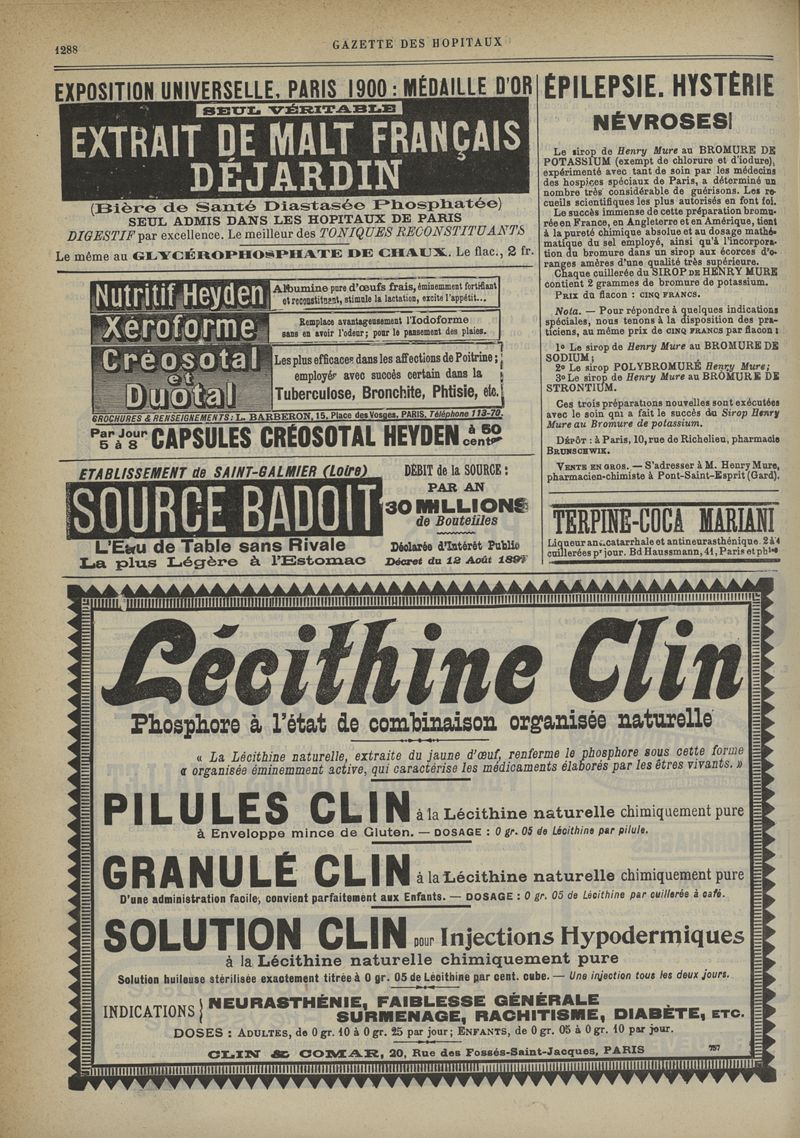 1288
GAZETTE DES HOPITAUX
EXPOSITION UNIVERSELLE, PARIS 1900 : MÉDAILLE D'OR
SEUL VÉRITABLE
EXTRAIT DE MALT FRANÇAIS
DÉJARDIN
(Bière de Santé Diastasée Phosphatée)
SEUL ADMIS DANS LES HOPITAUX DE PARIS
DIGESTIF par excellence. Le meilleur des TONIQUES RECONSTITUANTS
Le même au GLYCÉROPHOSPHATE DE CHAUX. Le flac., 2 fr.
Nutritif Heyden
Albumine pure d'œufs frais, éminemment fortifiant
et reconstituant, stimule la lactation, excite l'appétit...
Xéroforme
Remplace avantageusement l'Iodoforme
sans en avoir l'odeur; pour le pansement des plaies.
Créosotal
et
Duotal
Les plus efficaces dans les affections de Poitrine;
employés avec succès certain dans la
Tuberculose, Bronchite, Phtisie, etc.
BROCHURES & RENSEIGNEMENTS: L. BARBERON, 15, Place des Vosges, PARIS. Téléphone 113-70.
Par Jour
5 à 8
CAPSULES CRÉOSOTAL HEYDEN
à 50
centgr
ETABLISSEMENT de SAINT-GALMIER (Loire)
SOURCE BADOIT
L'Eau de Table sans Rivale
La plus Légère à l'Estomac
DÉBIT de la SOURCE :
PAR AN
30 MILLIONS
de Bouteilles
Déclarée d'Intérêt Public
Décret du 12 Août 1897
ÉPILEPSIE. HYSTÉRIE
NÉVROSES
Le sirop de Henry Mure au BROMURE DE
POTASSIUM (exempt de chlorure et d'iodure),
expérimenté avec tant de soin par les médecins
des hospices spéciaux de Paris, a déterminé un
nombre très considérable de guérisons. Les re-
cueils scientifiques les plus autorisés en font foi.
Le succès immense de cette préparation bromu-
rée en France, en Angleterre et en Amérique, tient
à la pureté chimique absolue et au dosage mathé-
matique du sel employé, ainsi qu'à l'incorpora-
tion du bromure dans un sirop aux écorces d'o-
ranges amères d'une qualité très supérieure.
Chaque cuillerée du SIROP DE HENRY MURE
contient 2 grammes de bromure de potassium.
PRIX du flacon : CINQ FRANCS.
Nota. — Pour répondre à quelques indications
spéciales, nous tenons à la disposition des pra-
ticiens, au même prix de CINQ FRANCS par flacon :
1o Le sirop de Henry Mure au BROMURE DE
SODIUM;
2o Le sirop POLYBROMURÉ Henry Mure;
3o Le sirop de Henry Mure au BROMURE DE
STRONTIUM.
Ces trois préparations nouvelles sont exécutées
avec le soin qui a fait le succès du Sirop Henry
Mure au Bromure de potassium.
DÉPÔT : à Paris, 10, rue de Richelieu, pharmacie
BRUNSCHWIK.
VENTE EN GROS. — S'adresser à M. Henry Mure,
pharmacien-chimiste à Pont-Saint-Esprit (Gard).
TERPINE-COCA MARIANI
Liqueur anticatarrhale et antineurasthénique. 2 à 4
cuillerées pr jour. Bd Haussmann, 41, Paris et phies
Lécithine Clin
Phosphore à l'état de combinaison organisée naturelle
« La Lécithine naturelle, extraite du jaune d'œuf, renferme le phosphore sous cette forme
« organisée éminemment active, qui caractérise les médicaments élaborés par les êtres vivants. »
PILULES CLIN à la Lécithine naturelle chimiquement pure
à Enveloppe mince de Gluten. — DOSAGE : 0 gr. 05 de Lécithine par pilule.
GRANULÉ CLIN à la Lécithine naturelle chimiquement pure
D'une administration facile, convient parfaitement aux Enfants. — DOSAGE : 0 gr. 05 de Lécithine par cuillerée à café.
SOLUTION CLIN pour Injections Hypodermiques
à la Lécithine naturelle chimiquement pure
Solution huileuse stérilisée exactement titrée à 0 gr. 05 de Lécithine par cent. cube. — Une injection tous les deux jours.
INDICATIONS
NEURASTHÉNIE, FAIBLESSE GÉNÉRALE
SURMENAGE, RACHITISME, DIABÈTE, ETC.
DOSES : ADULTES, de 0 gr. 10 à 0 gr. 25 par jour; ENFANTS, de 0 gr. 05 à 0 gr. 10 par jour.
CLIN & COMAR, 20, Rue des Fossés-Saint-Jacques, PARIS
757